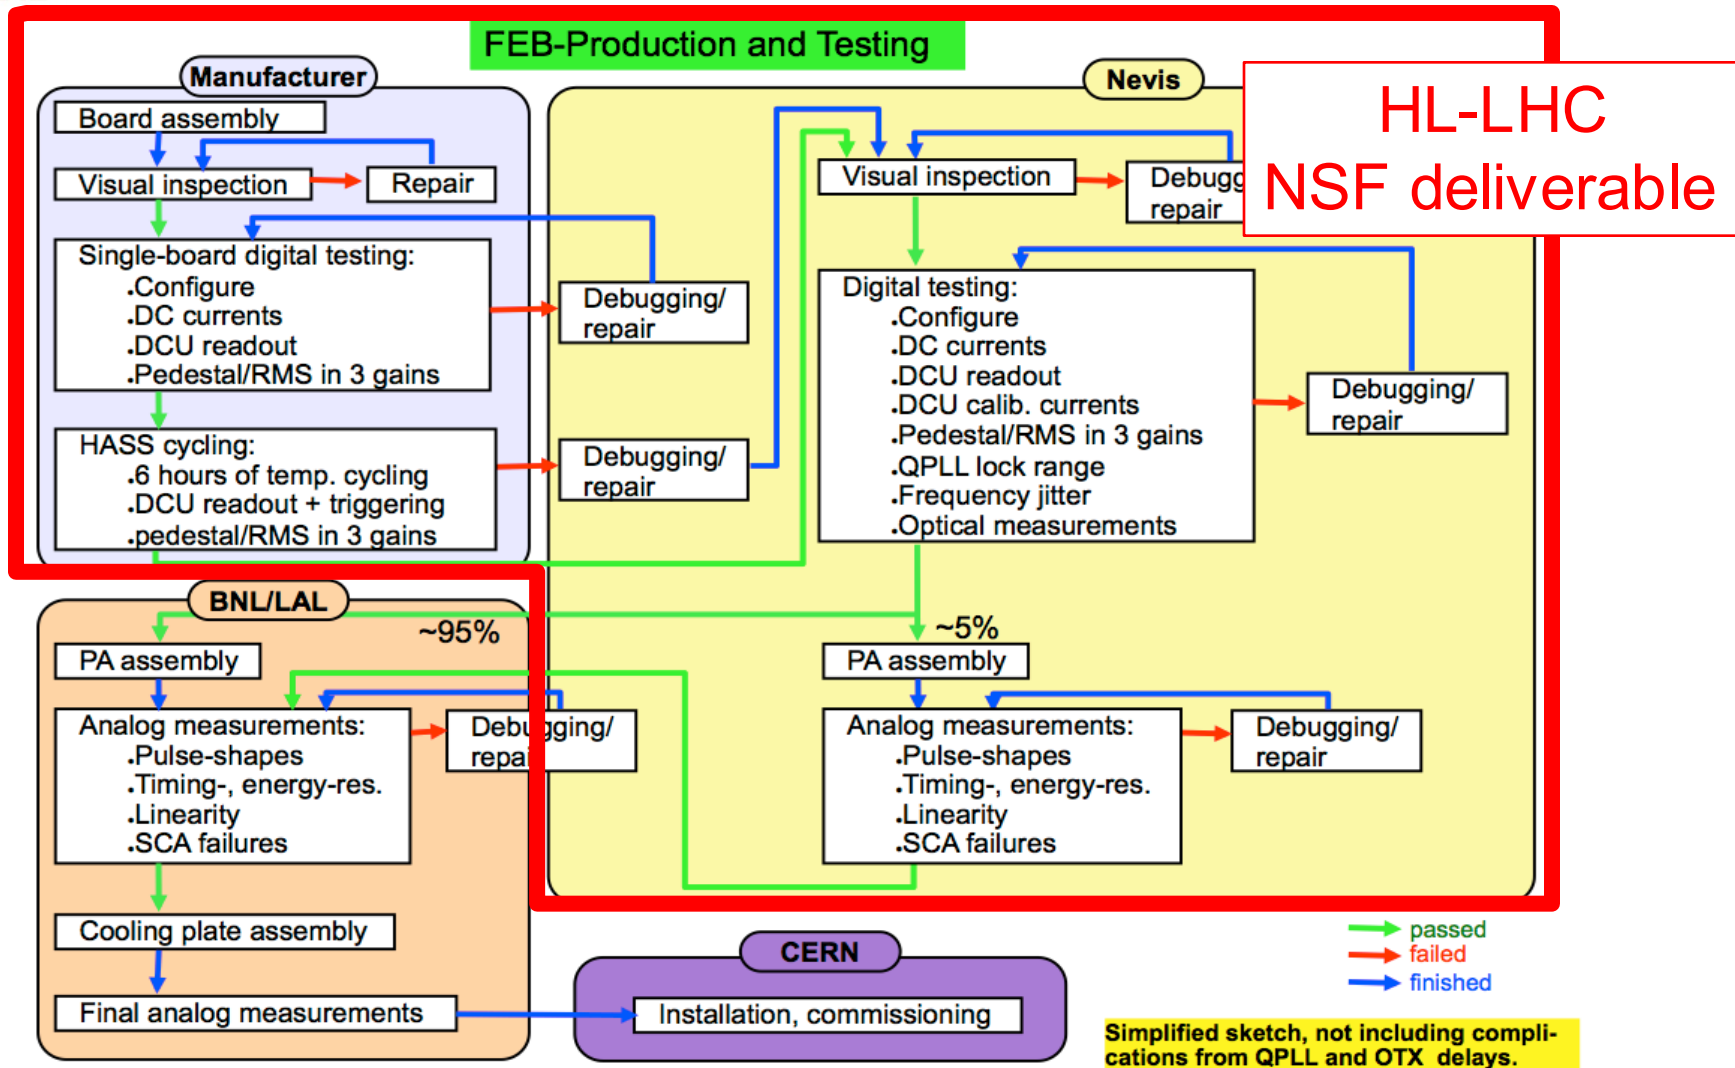 FEB-Production and Testing
HL-LHC
NSF deliverable
Manufacturer
Board assembly
Visual inspection
Repair
Single-board digital testing:
.Configure
.DC currents
.DCU readout
.Pedestal/RMS in 3 gains
HASS cycling:
.6 hours of temp. cycling
.DCU readout + triggering
.pedestal/RMS in 3 gains
Debugging/
repair
Debugging/
repair
Nevis
Visual inspection
Debugg
repair
Digital testing:
.Configure
.DC currents
.DCU readout
.DCU calib. currents
.Pedestal/RMS in 3 gains
.QPLL lock range
.Frequency jitter
.Optical measurements
Debugging/
repair
~5%
PA assembly
Analog measurements:
.Pulse-shapes
.Timing-, energy-res.
.Linearity
.SCA failures
Debugging/
repair
BNL/LAL
~95%
PA assembly
Analog measurements:
.Pulse-shapes
.Timing-, energy-res.
.Linearity
.SCA failures
Debugging/
repair
Cooling plate assembly
Final analog measurements
CERN
Installation, commissioning
passed
failed
finished
Simplified sketch, not including compli-
cations from QPLL and OTX delays.